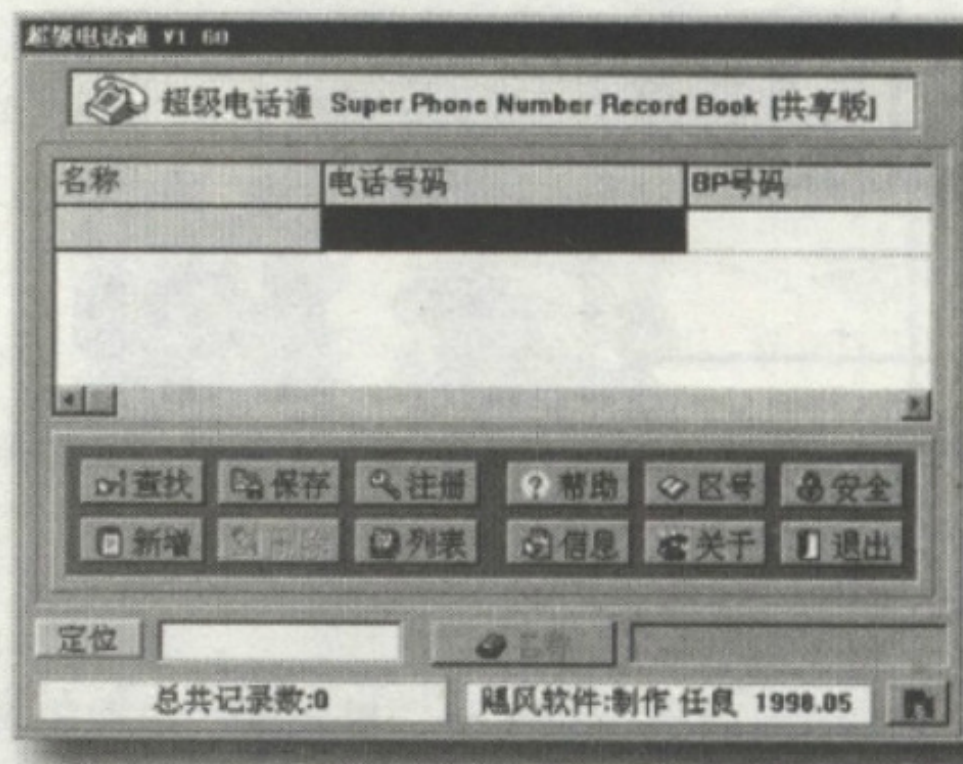 超级电话通 V1 60
超级电话通 Super Phone Number Record Book [共享版]
名称 电话号码 BP号码
查找 保存 注册 帮助 区号 安全
新增 删除 列表 信息 关于 退出
定位
总共记录数:0 飓风软件:制作 任良 1998.05